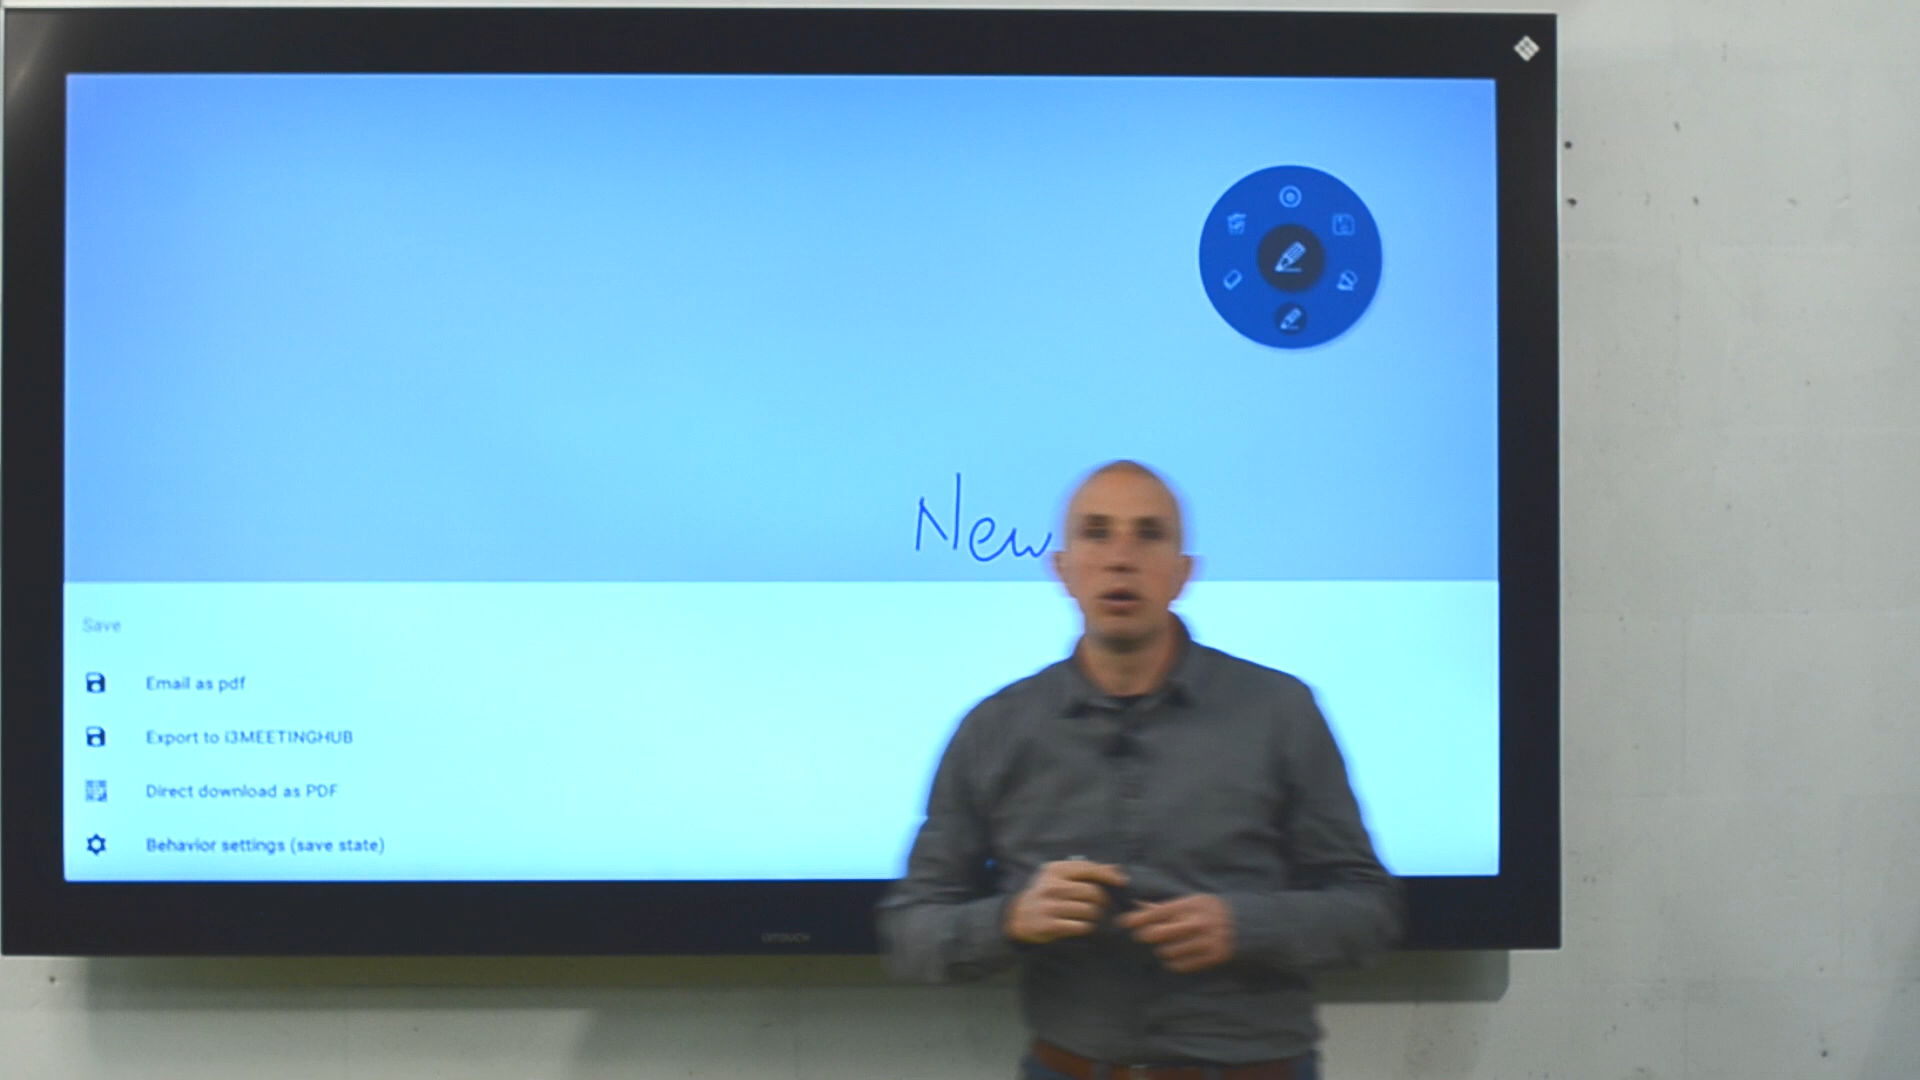 New
Save
Email as pdf
Export to i3MEETINGHUB
Direct download as PDF
Behavior settings (save state)